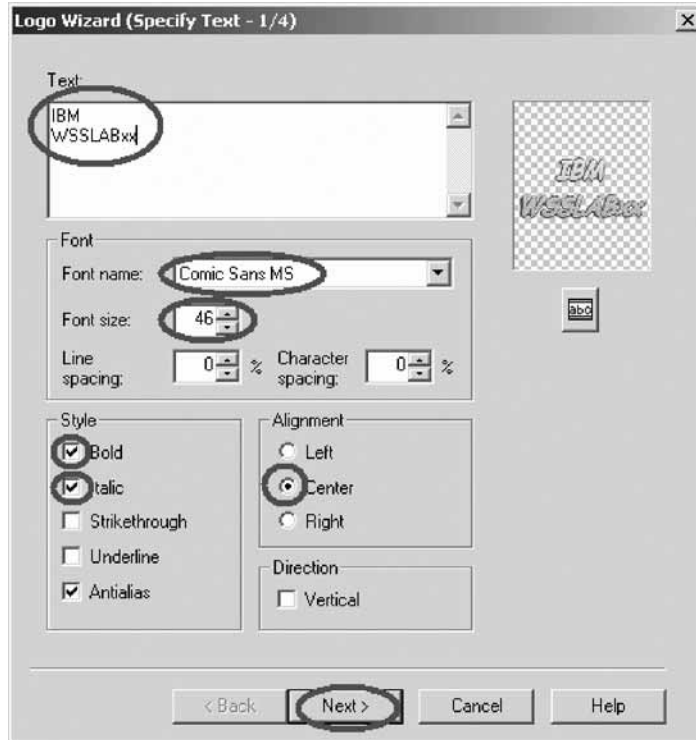 Logo Wizard (Specify Text - 1/4)
Text:
IBM
WSSLABxx
IBM
WSSLABxx
Font
Font name: Comic Sans MS
abc
Font size: 46
Line spacing: 0 % Character spacing: 0 %
Style
Alignment
Bold
Left
Italic
Center
Strikethrough
Right
Underline
Direction
Antialias
Vertical
< Back Next > Cancel Help